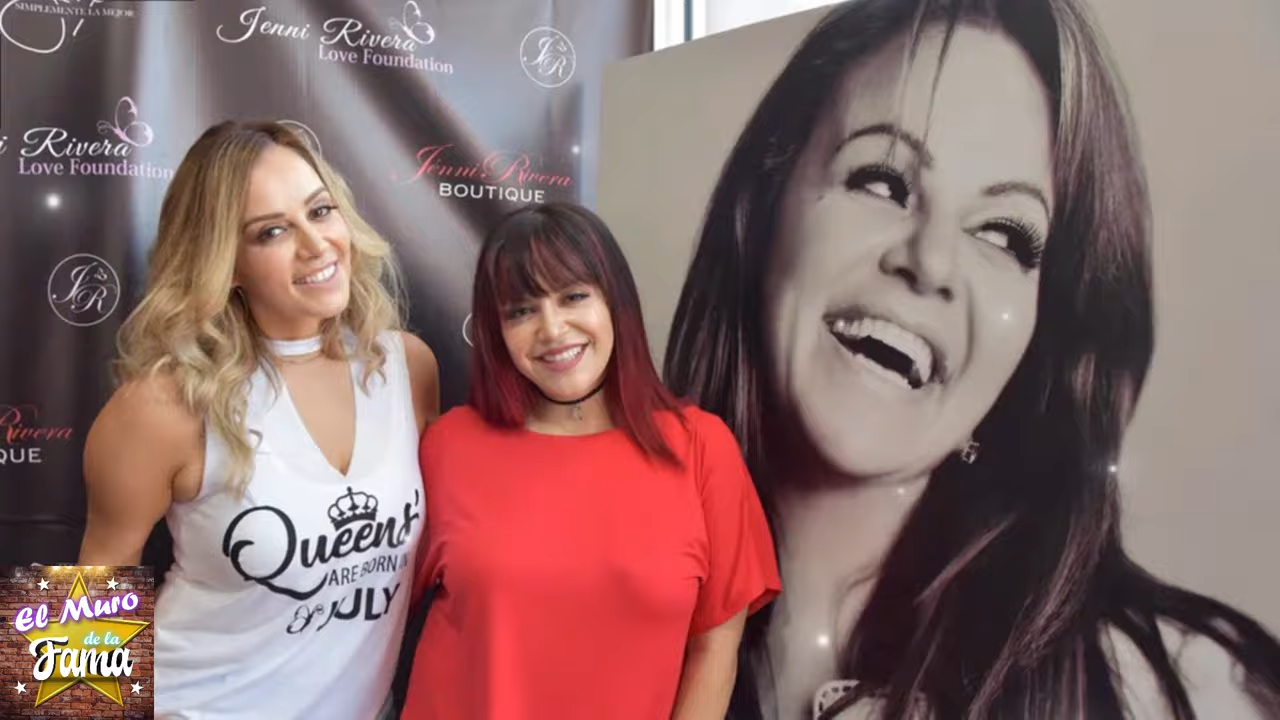 SIMPLEMENTE LA MEJOR
Jenni Rivera
Love Foundation
JR
Rivera
Love Foundation
Jenni Rivera
BOUTIQUE
JR
Rivera
QUE
Queens
ARE BORN IN
JULY
El Muro
de la
Fama